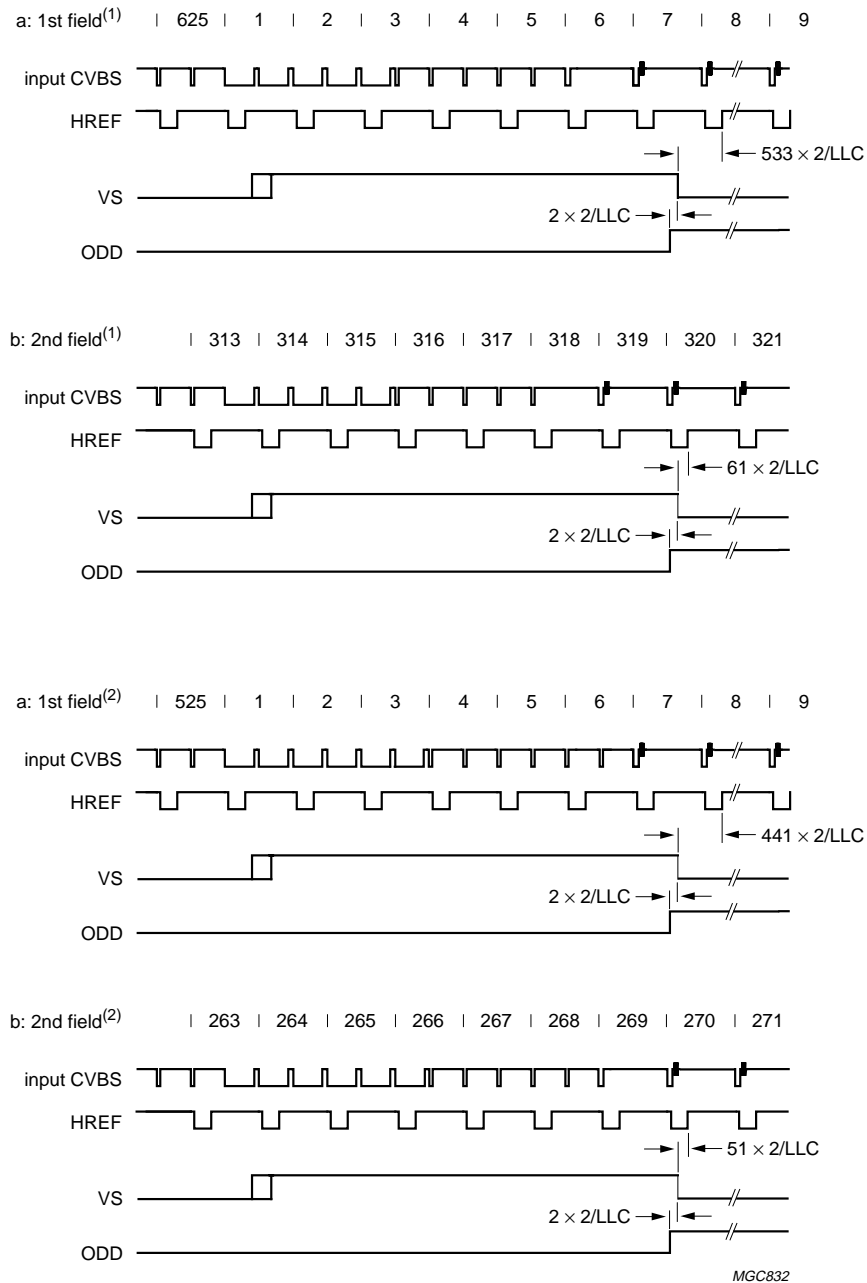 a: 1st field(1) 625 1 2 3 4 5 6 7 8 9
input CVBS
HREF
533 × 2/LLC
VS
2 × 2/LLC
ODD
b: 2nd field(1) 313 314 315 316 317 318 319 320 321
input CVBS
HREF
61 × 2/LLC
VS
2 × 2/LLC
ODD
a: 1st field(2) 525 1 2 3 4 5 6 7 8 9
input CVBS
HREF
441 × 2/LLC
VS
2 × 2/LLC
ODD
b: 2nd field(2) 263 264 265 266 267 268 269 270 271
input CVBS
HREF
51 × 2/LLC
VS
2 × 2/LLC
ODD
MGC832